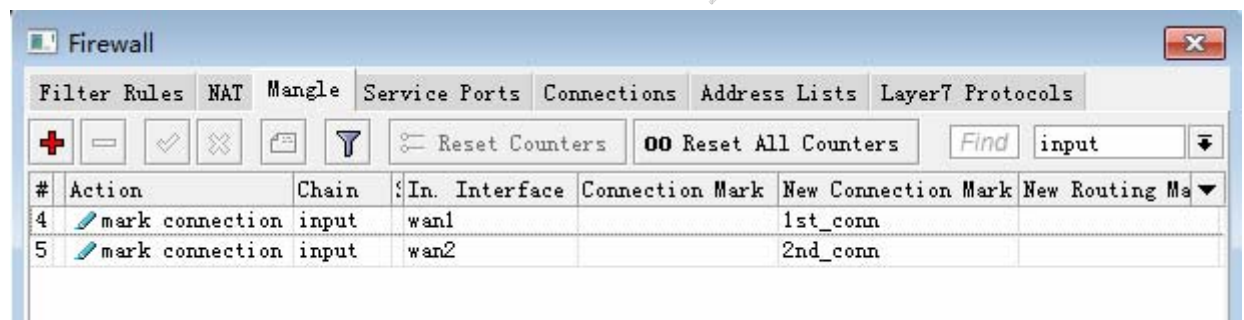 Firewall
Filter Rules NAT Mangle Service Ports Connections Address Lists Layer7 Protocols
Reset Counters 00 Reset All Counters Find input
# Action Chain In. Interface Connection Mark New Connection Mark New Routing Ma
4 mark connection input wan1 1st_conn
5 mark connection input wan2 2nd_conn